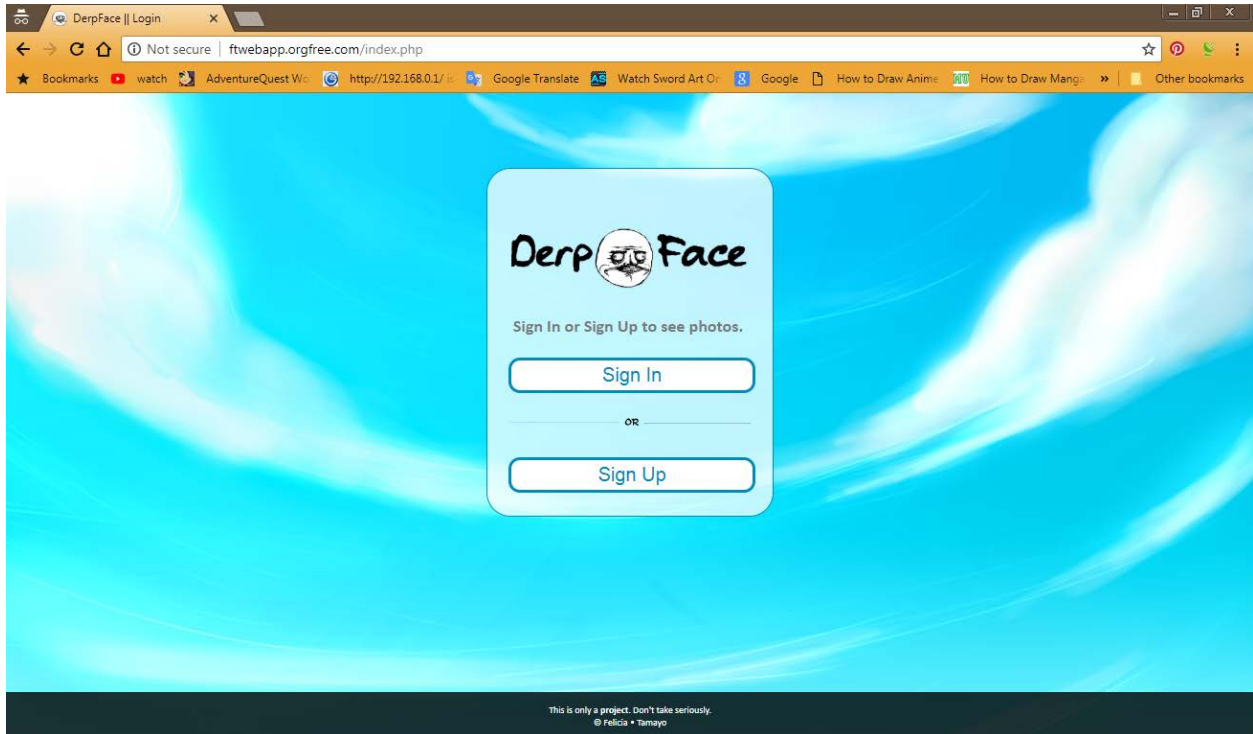 DerpFace || Login
Not secure | ftwebapp.orgfree.com/index.php
Bookmarks watch AdventureQuest Wo http://192.168.0.1/ Google Translate AS Watch Sword Art On Google How to Draw Anime How to Draw Manga » Other bookmarks
Derp Face
Sign In or Sign Up to see photos.
Sign In
OR
Sign Up
This is only a project. Don't take seriously.
© Felicia • Tamayo